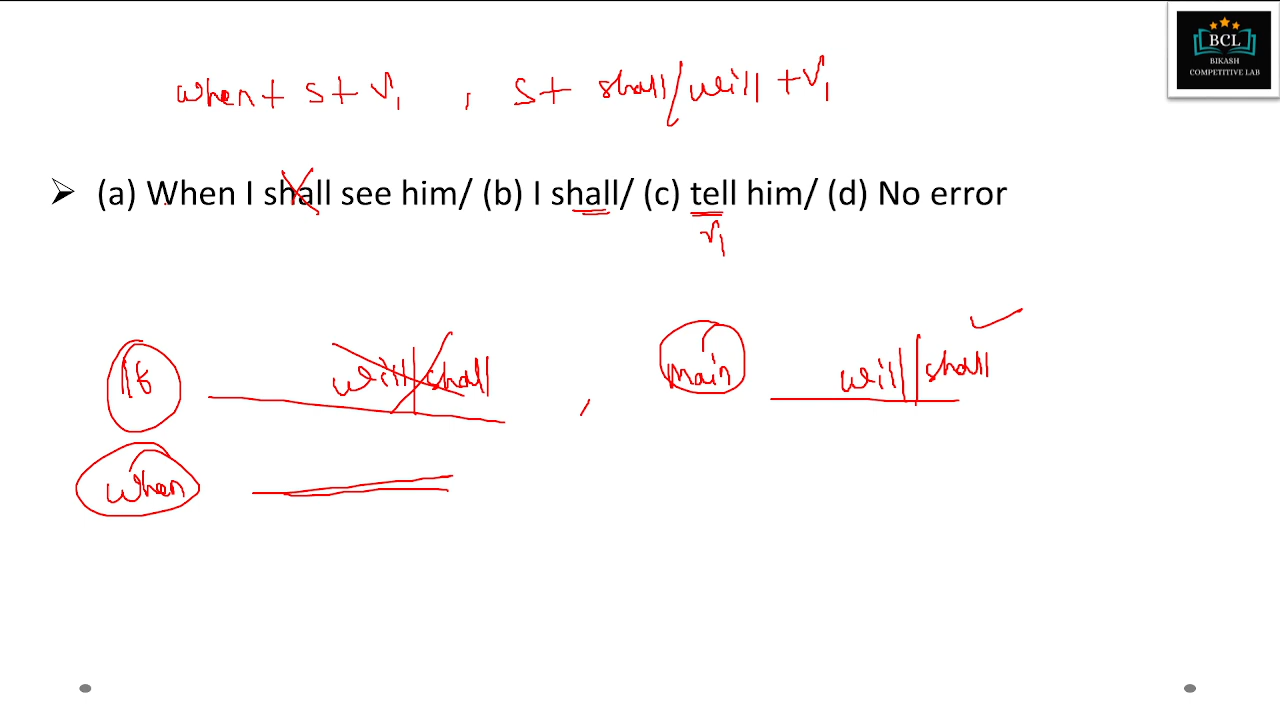 BCL
BIKASH
COMPETITIVE LAB
when + S + V1 , S + shall/will + V1
➢ (a) When I shall see him/ (b) I shall/ (c) tell him/ (d) No error
V1
If will/shall , main will/shall ✓
when